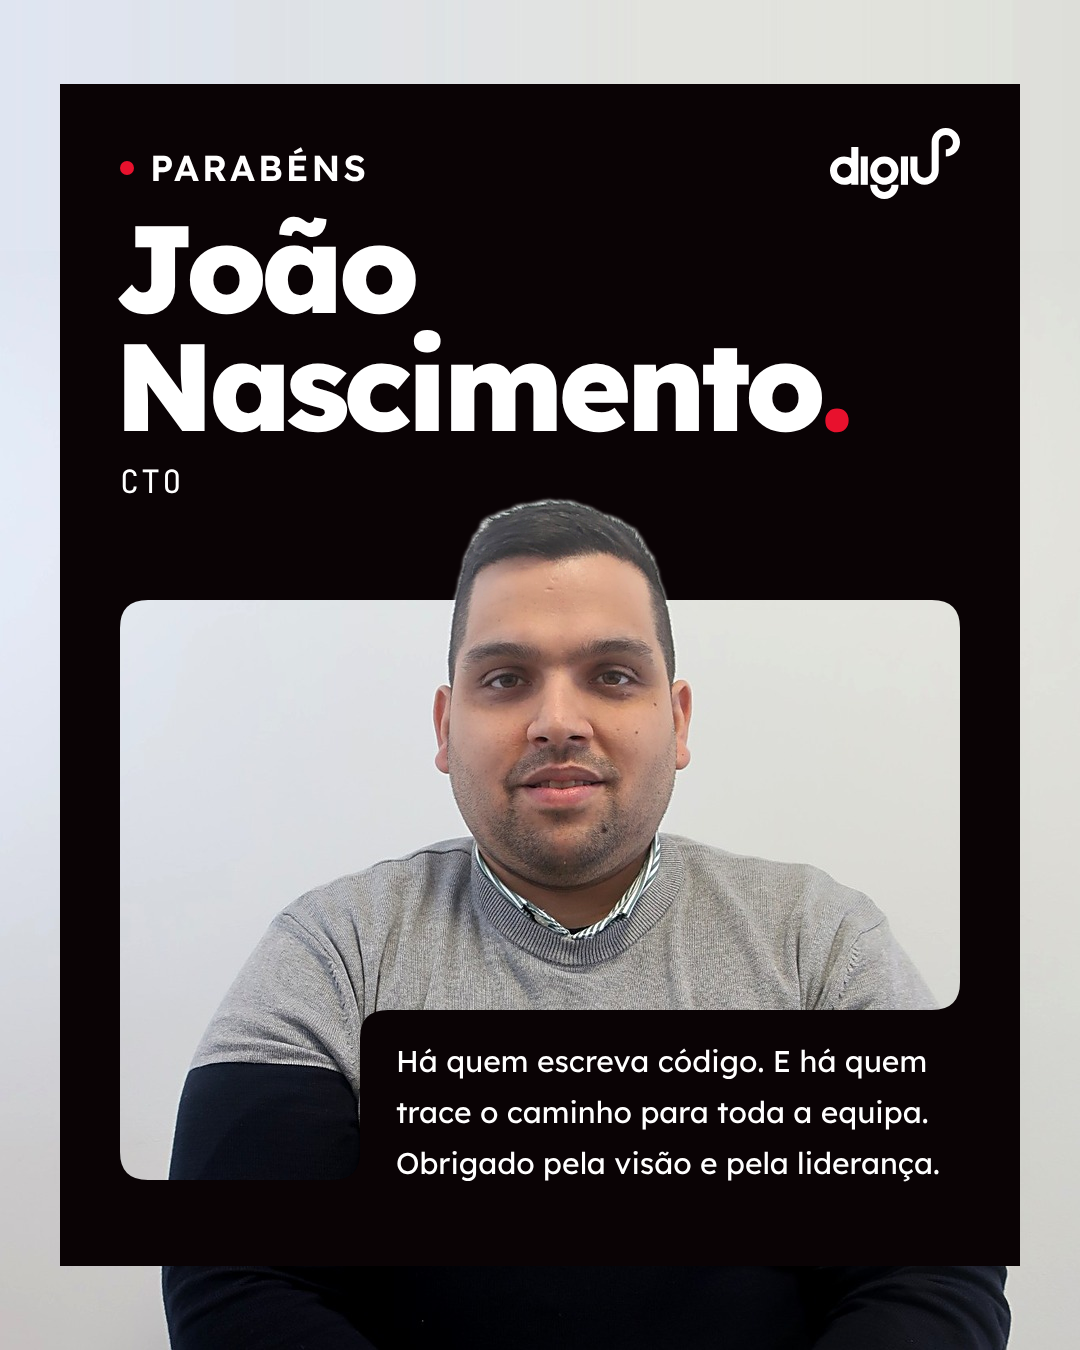 PARABÉNS
digiup
João
Nascimento.
CTO
Há quem escreva código. E há quem
trace o caminho para toda a equipa.
Obrigado pela visão e pela liderança.